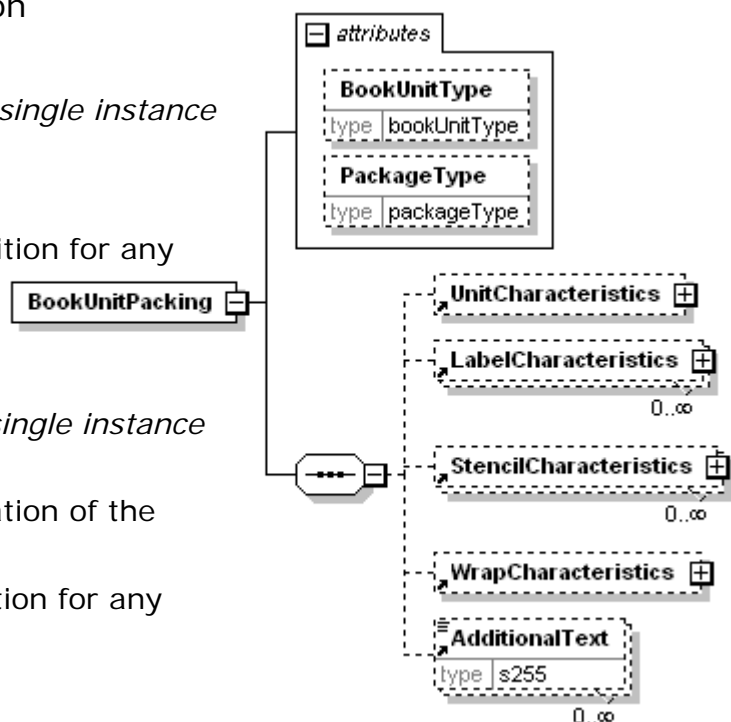 on
single instance
ition for any
single instance
ation of the
tion for any
attributes
BookUnitType
type bookUnitType
PackageType
type packageType
BookUnitPacking
UnitCharacteristics
LabelCharacteristics
0..∞
StencilCharacteristics
0..∞
WrapCharacteristics
AdditionalText
type s255
0..∞